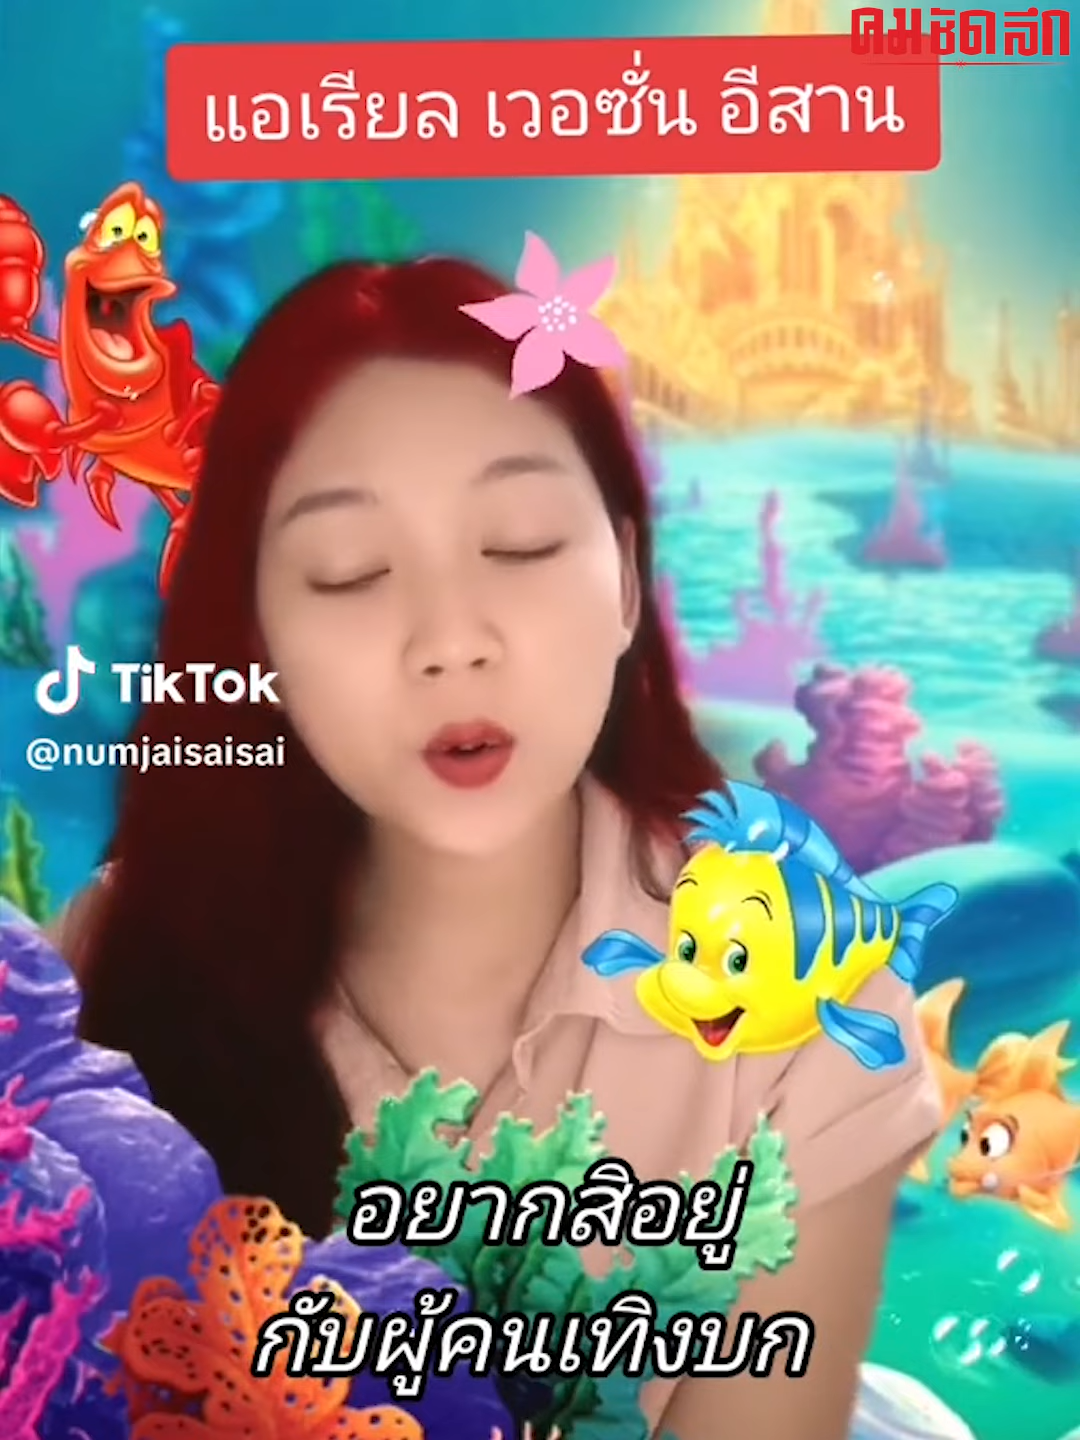 คมชัดลึก
แอเรียล เวอซั่น อีสาน
TikTok
@numjaisaisai
อยากสิอยู่
กับผู้คนเทิงบก